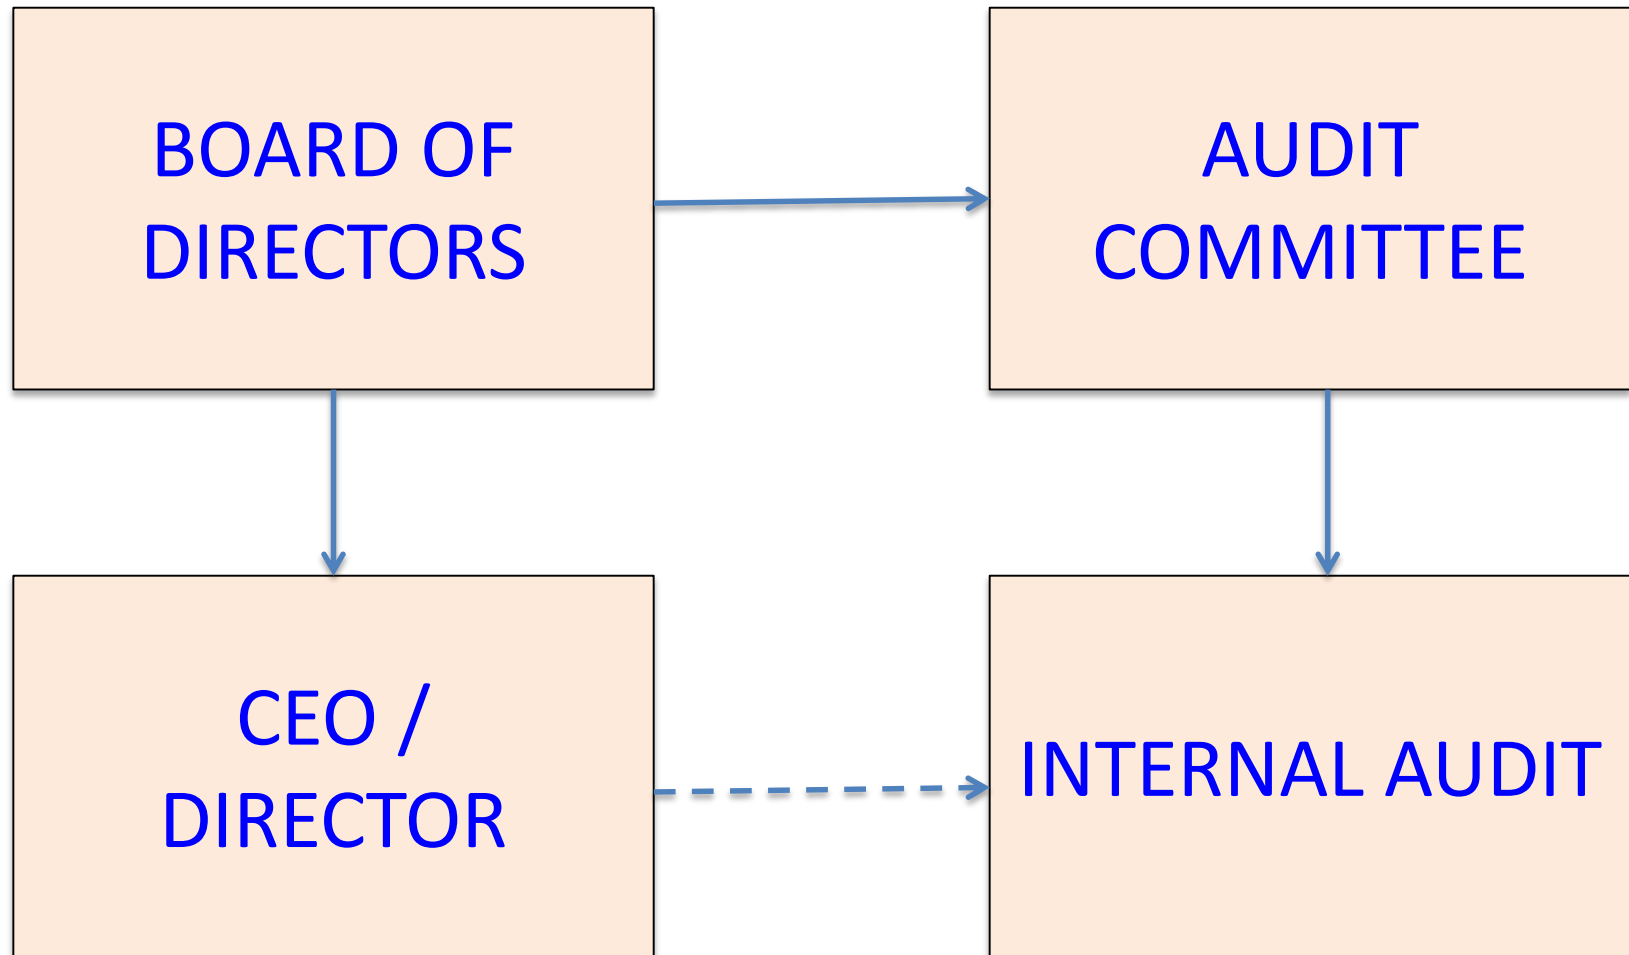 BOARD OF
DIRECTORS
AUDIT
COMMITTEE
CEO /
DIRECTOR
INTERNAL AUDIT